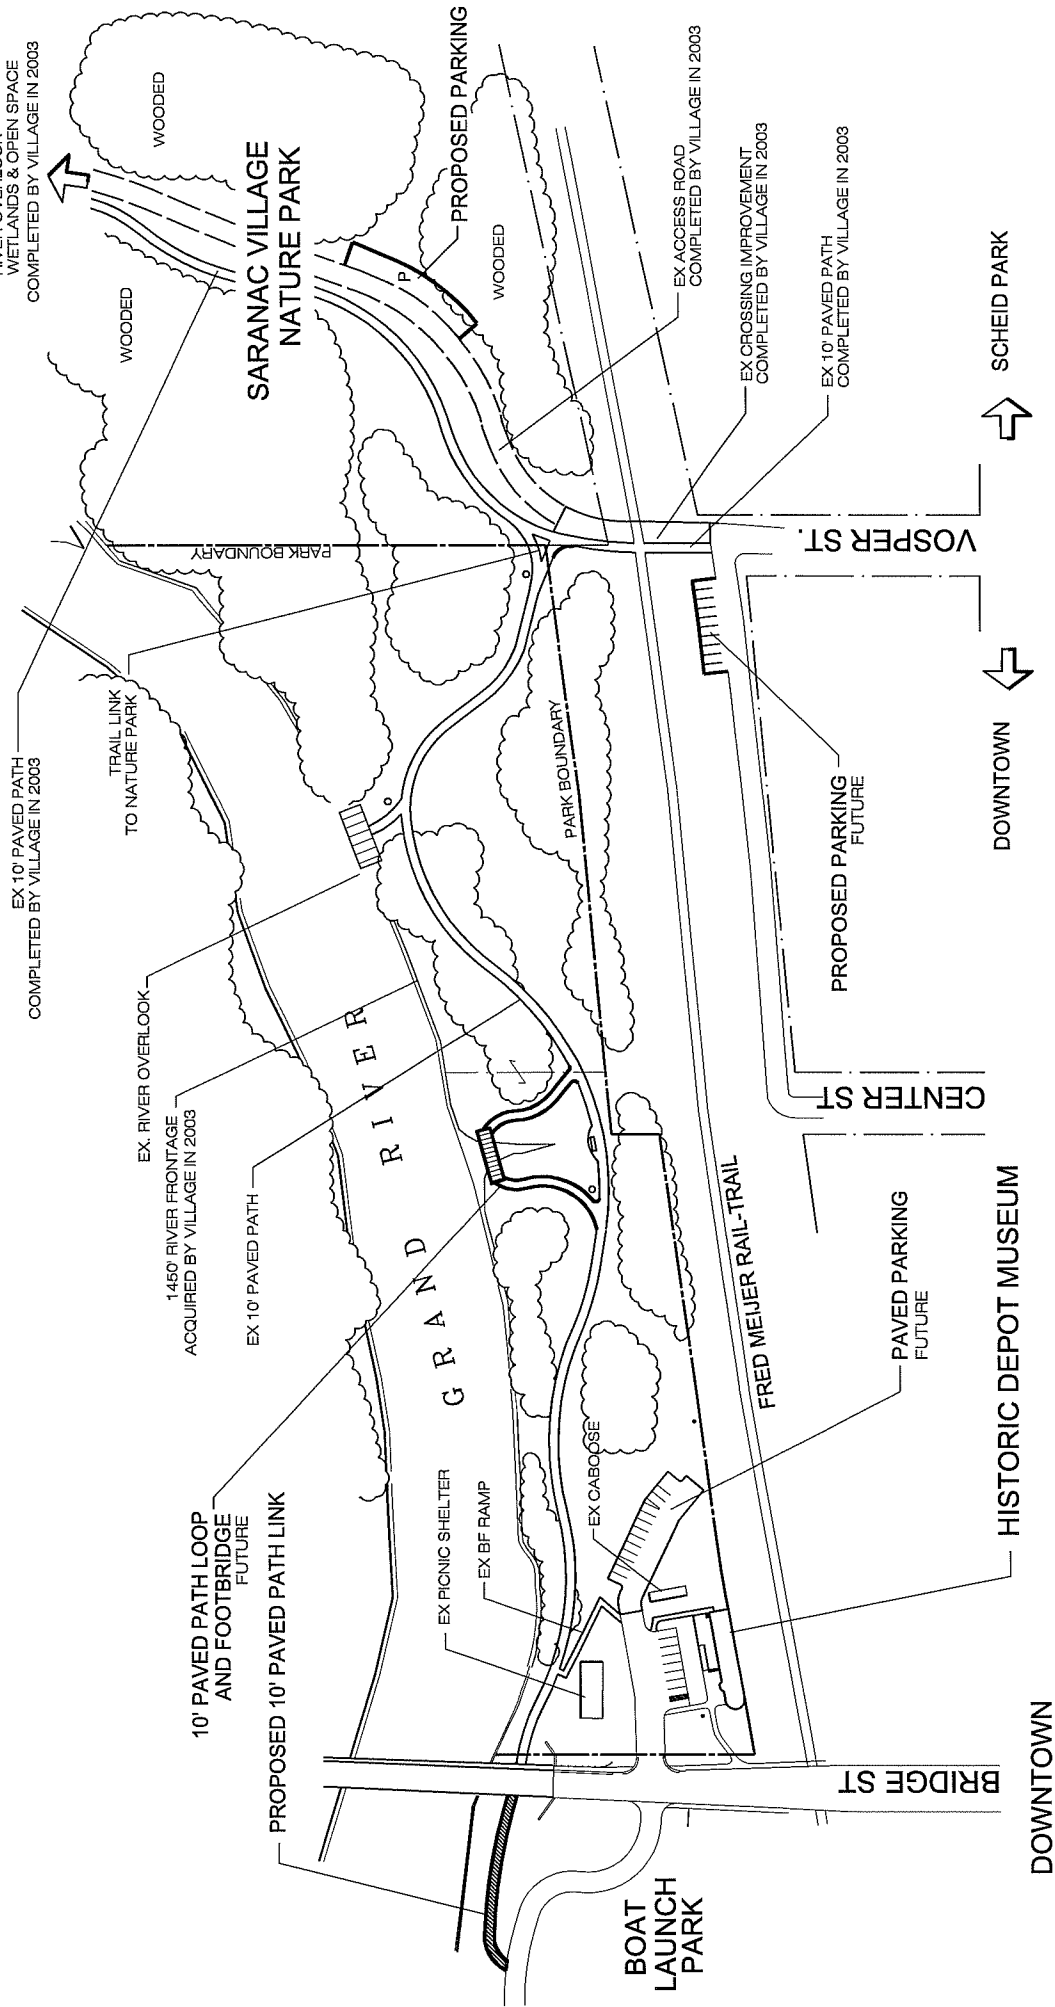 WETLANDS & OPEN SPACE
COMPLETED BY VILLAGE IN 2003
WOODED
WOODED
SARANAC VILLAGE
NATURE PARK
PROPOSED PARKING
P
WOODED
EX ACCESS ROAD
COMPLETED BY VILLAGE IN 2003
EX CROSSING IMPROVEMENT
COMPLETED BY VILLAGE IN 2003
EX 10' PAVED PATH
COMPLETED BY VILLAGE IN 2003
SCHEID PARK
VOSPER ST.
EX 10' PAVED PATH
COMPLETED BY VILLAGE IN 2003
TRAIL LINK
TO NATURE PARK
PARK BOUNDARY
PARK BOUNDARY
PROPOSED PARKING
FUTURE
DOWNTOWN
EX. RIVER OVERLOOK
1450' RIVER FRONTAGE
ACQUIRED BY VILLAGE IN 2003
EX 10' PAVED PATH
GRAND RIVER
CENTER ST
FRED MEIJER RAIL-TRAIL
PAVED PARKING
FUTURE
HISTORIC DEPOT MUSEUM
10' PAVED PATH LOOP
AND FOOTBRIDGE
FUTURE
PROPOSED 10' PAVED PATH LINK
EX PICNIC SHELTER
EX BF RAMP
EX CABOOSE
BRIDGE ST
DOWNTOWN
BOAT
LAUNCH
PARK